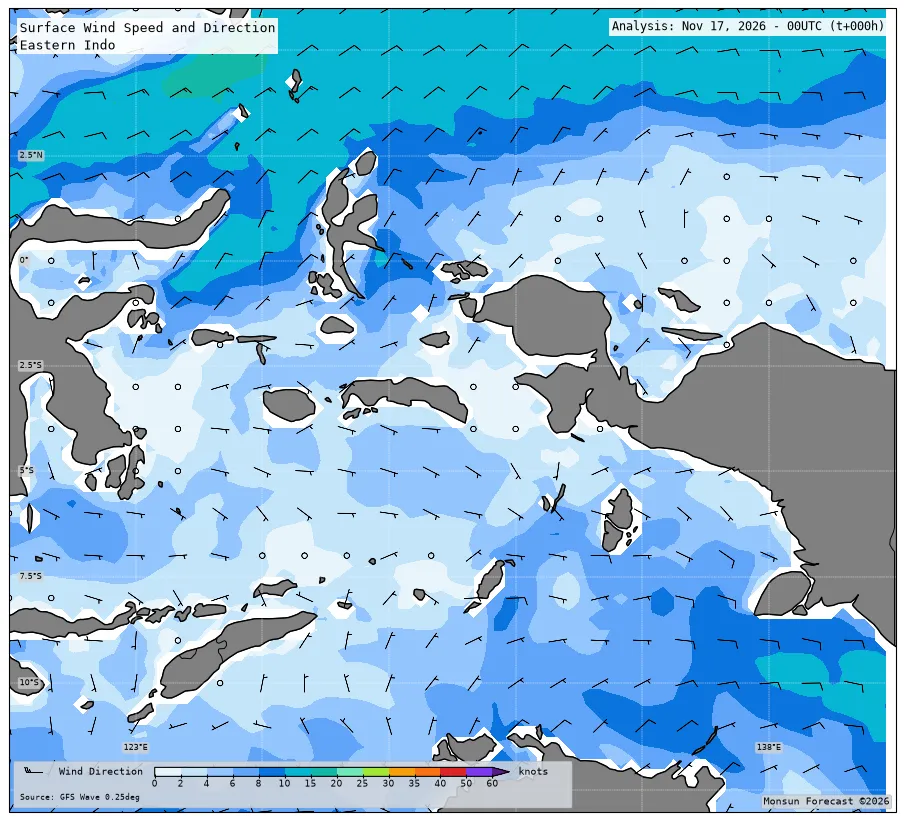 Surface Wind Speed and Direction
Eastern Indo
Analysis: Nov 17, 2026 - 00UTC (t+000h)
2.5°N
0°
2.5°S
5°S
7.5°S
10°S
123°E
138°E
Wind Direction
0 2 4 6 8 10 15 20 25 30 35 40 50 60
knots
Source: GFS Wave 0.25deg
Monsun Forecast ©2026